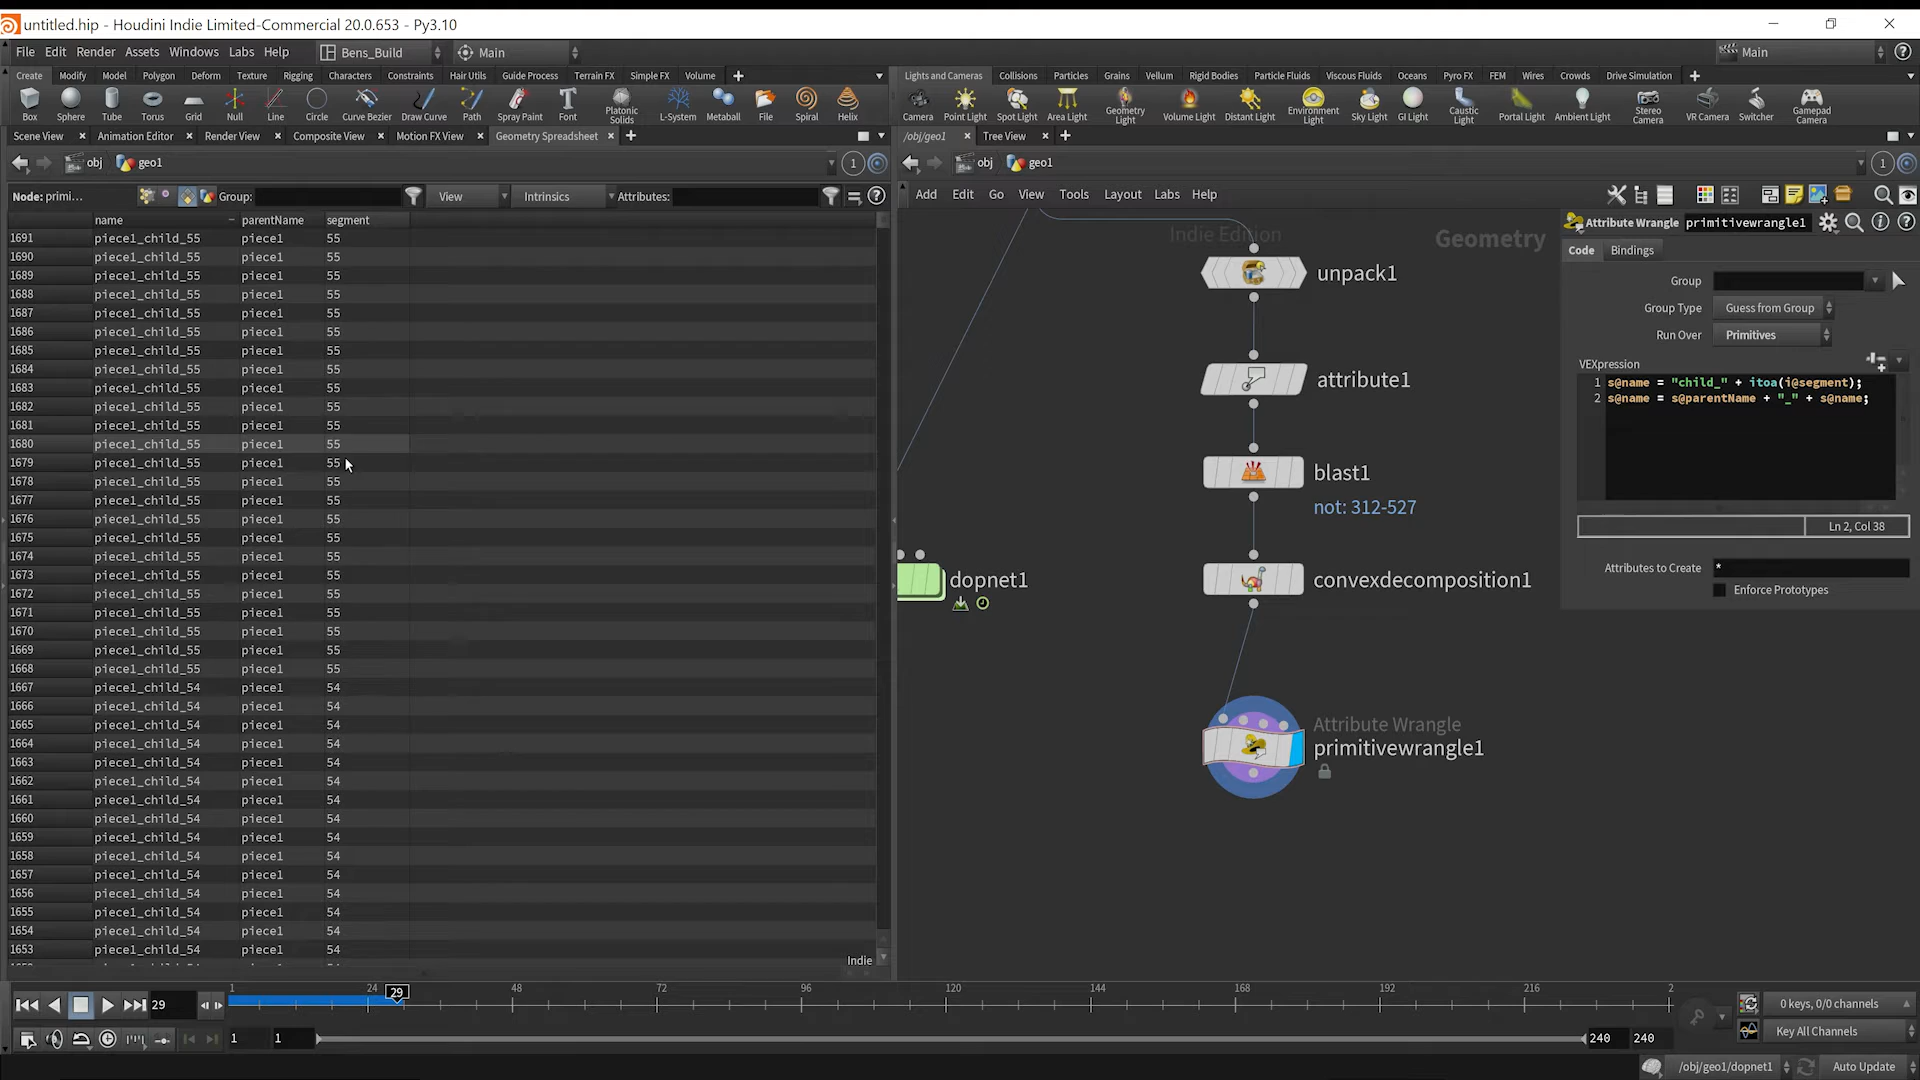 untitled.hip - Houdini Indie Limited-Commercial 20.0.653 - Py3.10
File Edit Render Assets Windows Labs Help Bens_Build Main Main
Create Modify Model Polygon Deform Texture Rigging Characters Constraints Hair Utils Guide Process Terrain FX Simple FX Volume
Lights and Cameras Collisions Particles Grains Vellum Rigid Bodies Particle Fluids Viscous Fluids Oceans Pyro FX FEM Wires Crowds Drive Simulation
Box Sphere Tube Torus Grid Null Line Circle Curve Bezier Draw Curve Path Spray Paint Font Platonic Solids L-System Metaball File Spiral Helix
Camera Point Light Spot Light Area Light Geometry Light Volume Light Distant Light Environment Light Sky Light GI Light Caustic Light Portal Light Ambient Light Stereo Camera VR Camera Switcher Gamepad Camera
Scene View Animation Editor Render View Composite View Motion FX View Geometry Spreadsheet
/obj/geo1 Tree View
obj geo1 1
obj geo1 1
Node: primi... Group: View Intrinsics Attributes:
Add Edit Go View Tools Layout Labs Help
name parentName segment
1691 piece1_child_55 piece1 55
1690 piece1_child_55 piece1 55
1689 piece1_child_55 piece1 55
1688 piece1_child_55 piece1 55
1687 piece1_child_55 piece1 55
1686 piece1_child_55 piece1 55
1685 piece1_child_55 piece1 55
1684 piece1_child_55 piece1 55
1683 piece1_child_55 piece1 55
1682 piece1_child_55 piece1 55
1681 piece1_child_55 piece1 55
1680 piece1_child_55 piece1 55
1679 piece1_child_55 piece1 55
1678 piece1_child_55 piece1 55
1677 piece1_child_55 piece1 55
1676 piece1_child_55 piece1 55
1675 piece1_child_55 piece1 55
1674 piece1_child_55 piece1 55
1673 piece1_child_55 piece1 55
1672 piece1_child_55 piece1 55
1671 piece1_child_55 piece1 55
1670 piece1_child_55 piece1 55
1669 piece1_child_55 piece1 55
1668 piece1_child_55 piece1 55
1667 piece1_child_54 piece1 54
1666 piece1_child_54 piece1 54
1665 piece1_child_54 piece1 54
1664 piece1_child_54 piece1 54
1663 piece1_child_54 piece1 54
1662 piece1_child_54 piece1 54
1661 piece1_child_54 piece1 54
1660 piece1_child_54 piece1 54
1659 piece1_child_54 piece1 54
1658 piece1_child_54 piece1 54
1657 piece1_child_54 piece1 54
1656 piece1_child_54 piece1 54
1655 piece1_child_54 piece1 54
1654 piece1_child_54 piece1 54
1653 piece1_child_54 piece1 54
Indie
Indie Edition
Geometry
unpack1
attribute1
blast1
not: 312-527
dopnet1
convexdecomposition1
Attribute Wrangle
primitivewrangle1
Attribute Wrangle primitivewrangle1
Code Bindings
Group
Group Type Guess from Group
Run Over Primitives
VEXpression
1 s@name = "child_" + itoa(i@segment);
2 s@name = s@parentName + "_" + s@name;
Ln 2, Col 38
Attributes to Create *
Enforce Prototypes
29 1 24 29 48 72 96 120 144 168 192 216 2
0 keys, 0/0 channels
1 1 240 240 Key All Channels
/obj/geo1/dopnet1 Auto Update